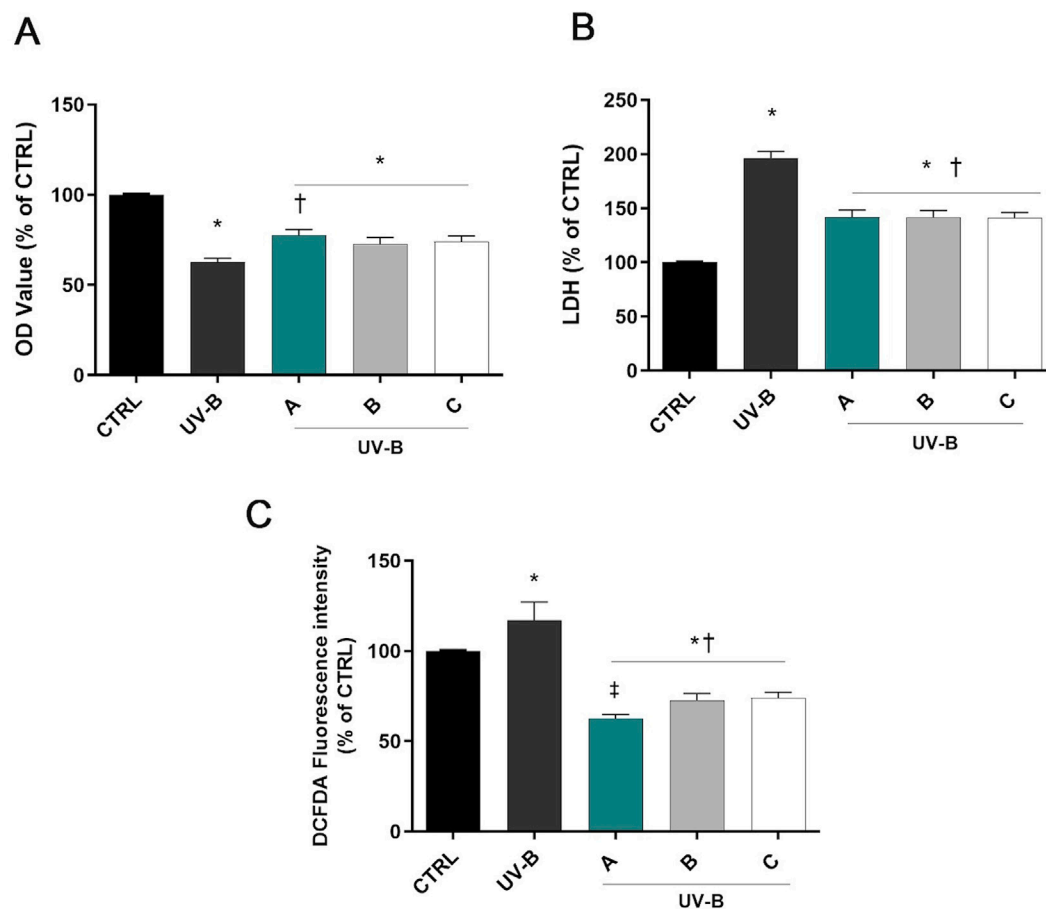 A
OD Value (% of CTRL)
150
100
50
0
*
†
*
CTRL
UV-B
A
B
C
UV-B
B
LDH (% of CTRL)
250
200
150
100
50
0
*
* †
CTRL
UV-B
A
B
C
UV-B
C
DCFDA Fluorescence intensity
(% of CTRL)
150
100
50
0
*
‡
*†
CTRL
UV-B
A
B
C
UV-B